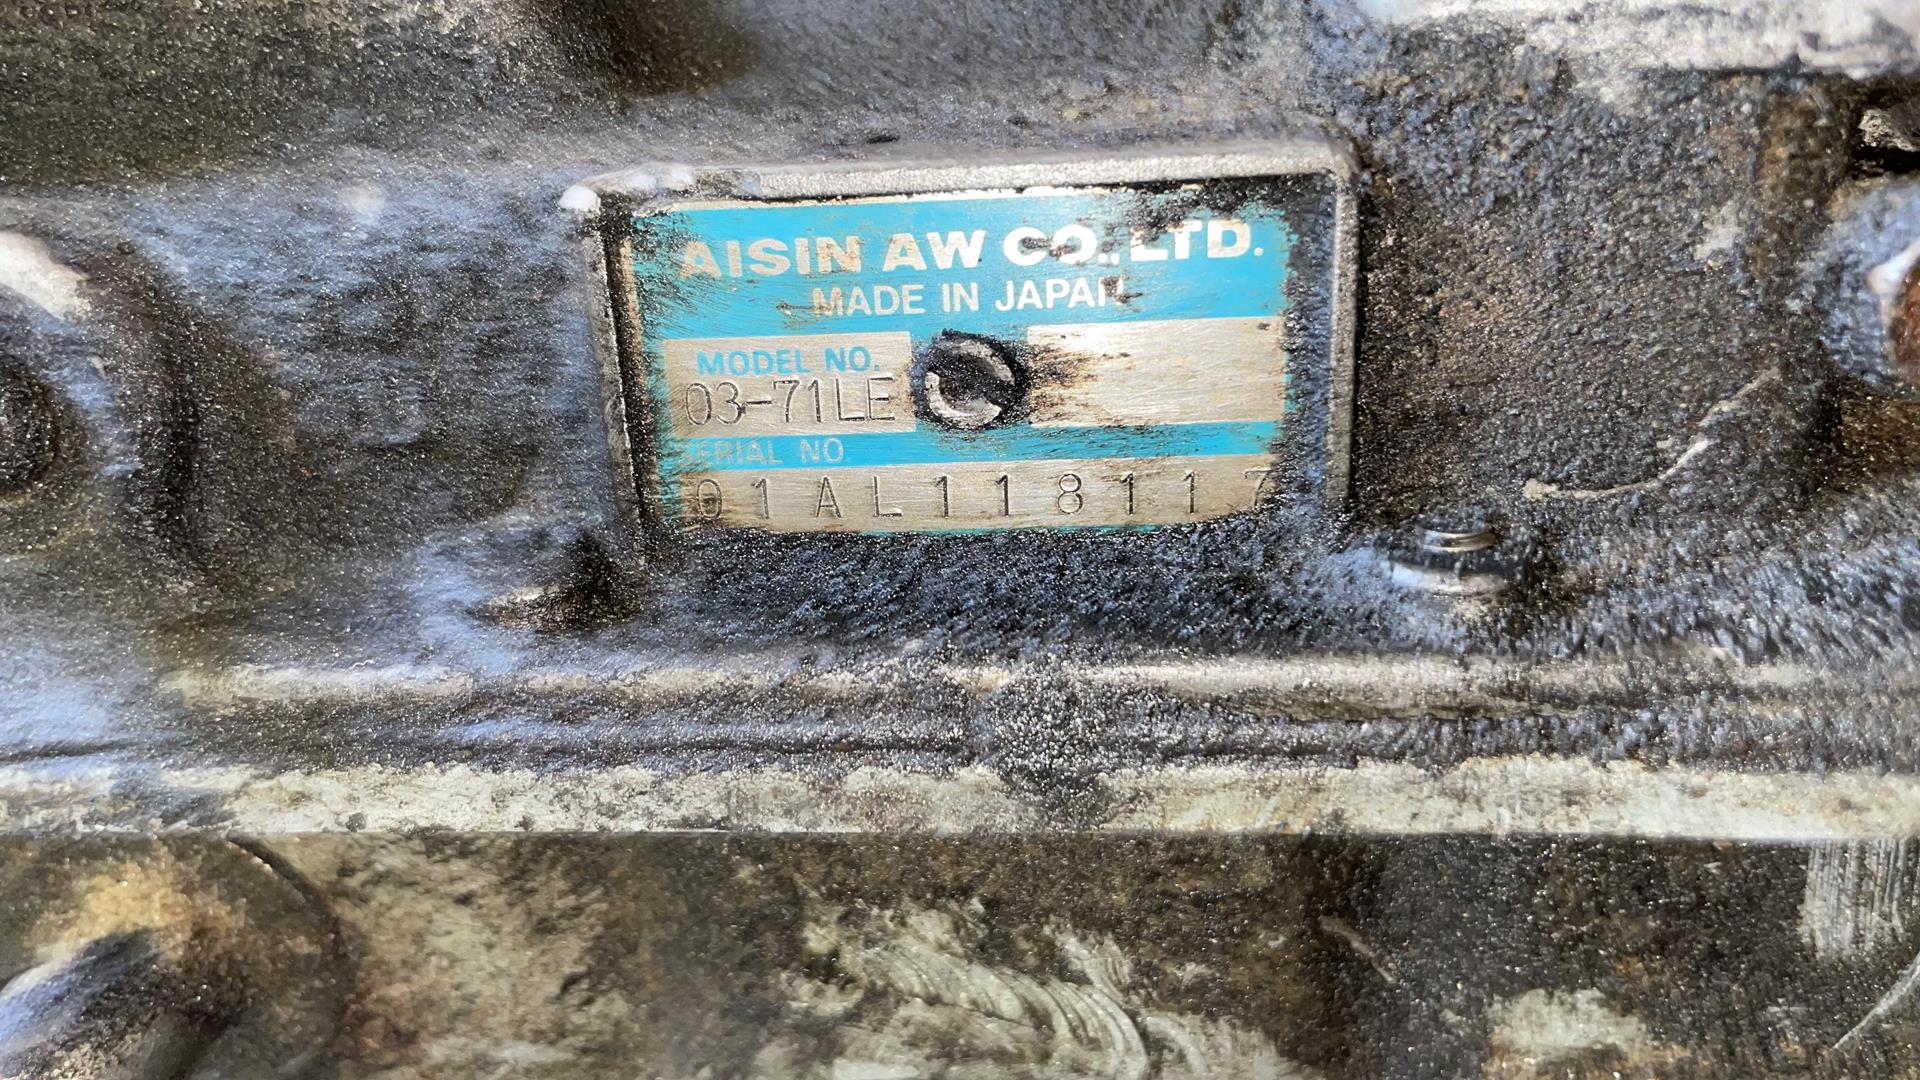 AISIN AW CO., LTD.
MADE IN JAPAN
MODEL NO.
03-71LE
SERIAL NO
01AL118117